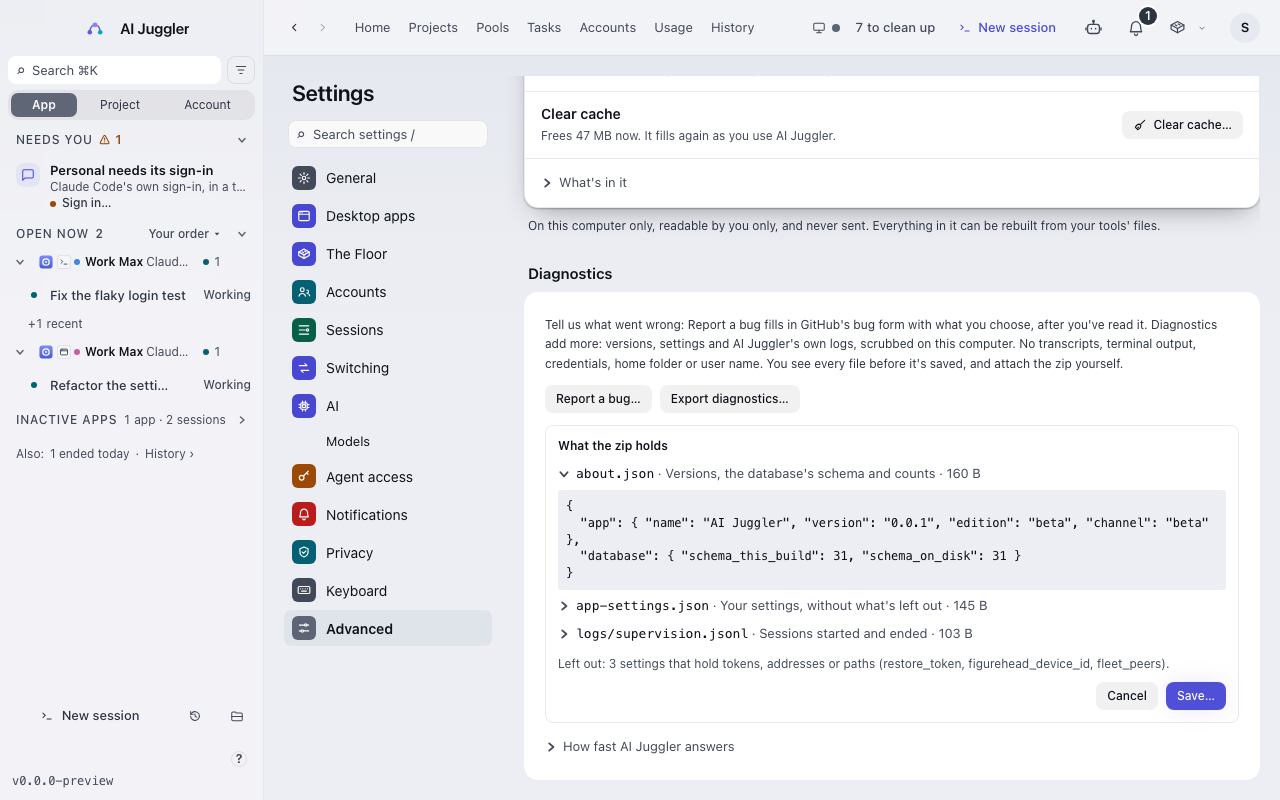 AI Juggler
Search ⌘K
App Project Account
NEEDS YOU 1
Personal needs its sign-in
Claude Code's own sign-in, in a t...
Sign in...
OPEN NOW 2 Your order
Work Max Claud... 1
Fix the flaky login test Working
+1 recent
Work Max Claud... 1
Refactor the setti... Working
INACTIVE APPS 1 app · 2 sessions
Also: 1 ended today · History ›
New session
?
v0.0.0-preview
Home Projects Pools Tasks Accounts Usage History
7 to clean up
New session
1
S
Settings
Search settings /
General
Desktop apps
The Floor
Accounts
Sessions
Switching
AI
Models
Agent access
Notifications
Privacy
Keyboard
Advanced
Clear cache
Frees 47 MB now. It fills again as you use AI Juggler.
Clear cache...
What's in it
On this computer only, readable by you only, and never sent. Everything in it can be rebuilt from your tools' files.
Diagnostics
Tell us what went wrong: Report a bug fills in GitHub's bug form with what you choose, after you've read it. Diagnostics
add more: versions, settings and AI Juggler's own logs, scrubbed on this computer. No transcripts, terminal output,
credentials, home folder or user name. You see every file before it's saved, and attach the zip yourself.
Report a bug...
Export diagnostics...
What the zip holds
about.json · Versions, the database's schema and counts · 160 B
{
"app": { "name": "AI Juggler", "version": "0.0.1", "edition": "beta", "channel": "beta"
},
"database": { "schema_this_build": 31, "schema_on_disk": 31 }
}
app-settings.json · Your settings, without what's left out · 145 B
logs/supervision.jsonl · Sessions started and ended · 103 B
Left out: 3 settings that hold tokens, addresses or paths (restore_token, figurehead_device_id, fleet_peers).
Cancel
Save...
How fast AI Juggler answers